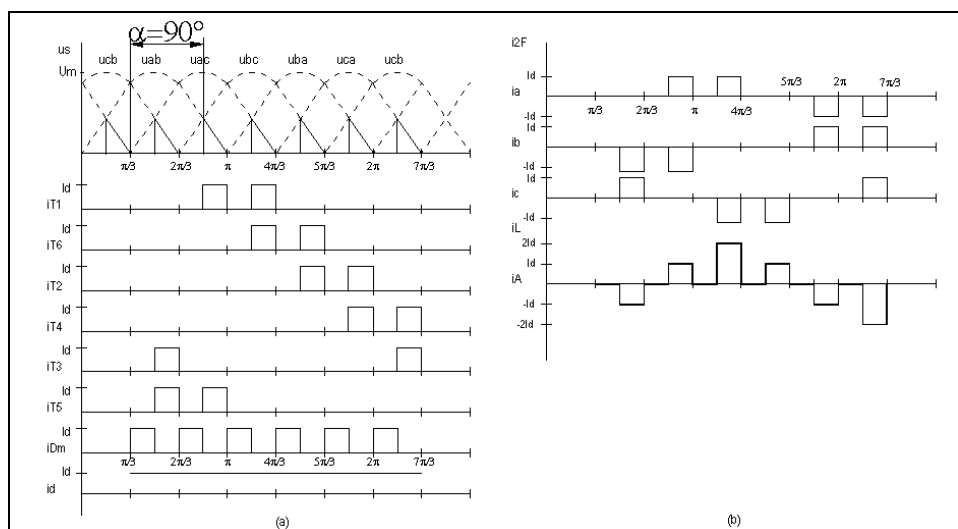 α=90°
us
Um
ucb uab uac ubc uba uca ucb
π/3 2π/3 π 4π/3 5π/3 2π 7π/3
Id
iT1
Id
iT6
Id
iT2
Id
iT4
Id
iT3
Id
iT5
Id
iDm
π/3 2π/3 π 4π/3 5π/3 2π 7π/3
Id
id
(a)
i2F
Id
ia
5π/3 2π 7π/3
π/3 2π/3 π 4π/3
-Id
Id
ib
-Id
Id
ic
-Id
iL
2Id
Id
iA
-Id
-2Id
(b)